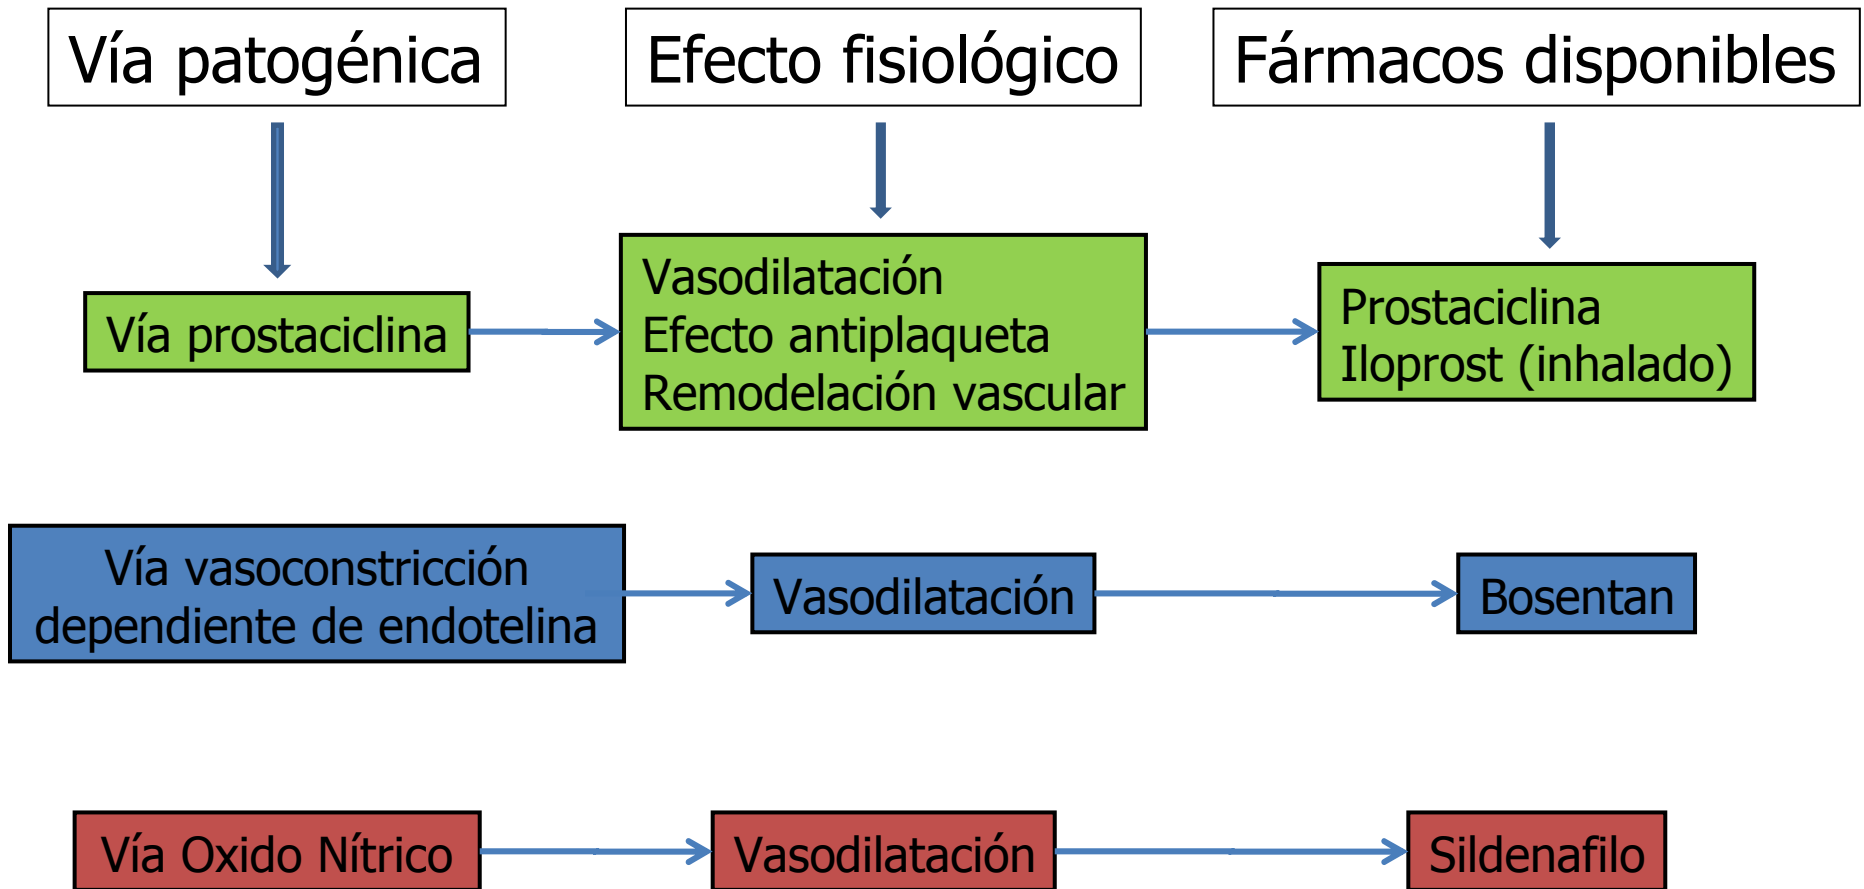 Vía patogénica
Efecto fisiológico
Fármacos disponibles
Vía prostaciclina
Vasodilatación
Efecto antiplaqueta
Remodelación vascular
Prostaciclina
Iloprost (inhalado)
Vía vasoconstricción
dependiente de endotelina
Vasodilatación
Bosentan
Vía Oxido Nítrico
Vasodilatación
Sildenafilo